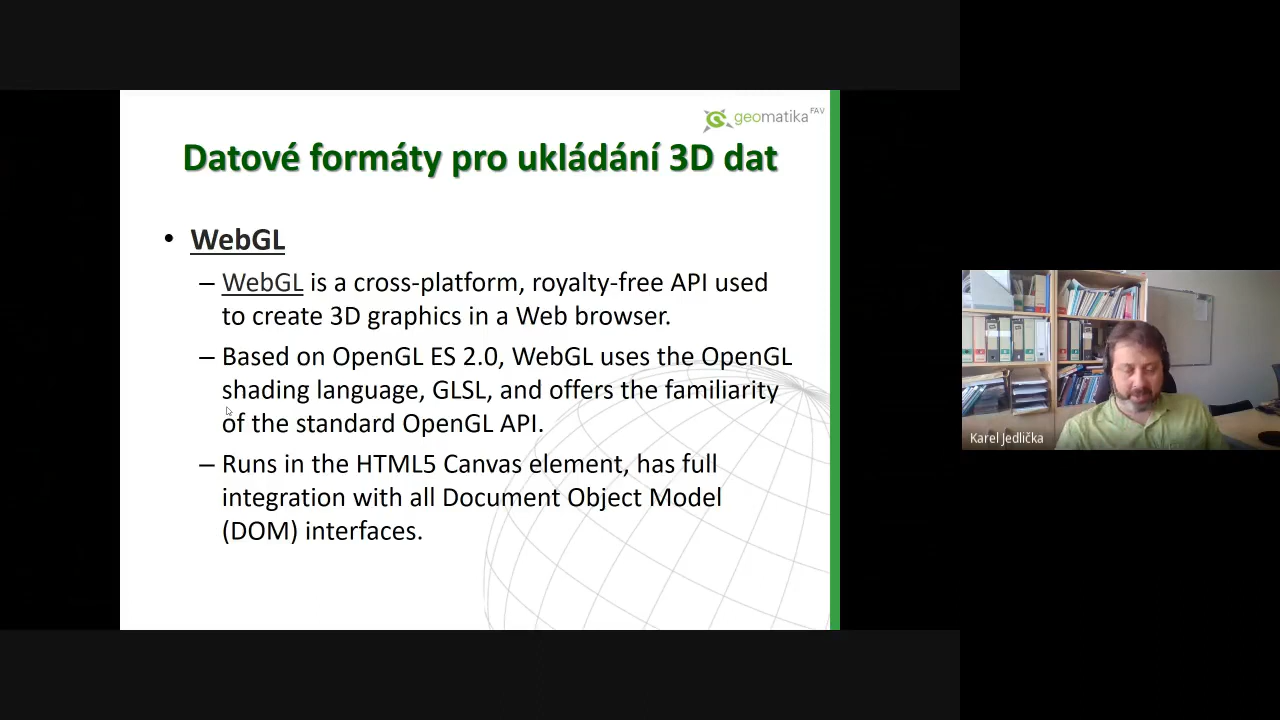 geomatika FAV
Datové formáty pro ukládání 3D dat
• WebGL
– WebGL is a cross-platform, royalty-free API used
to create 3D graphics in a Web browser.
– Based on OpenGL ES 2.0, WebGL uses the OpenGL
shading language, GLSL, and offers the familiarity
of the standard OpenGL API.
– Runs in the HTML5 Canvas element, has full
integration with all Document Object Model
(DOM) interfaces.
Karel Jedlička